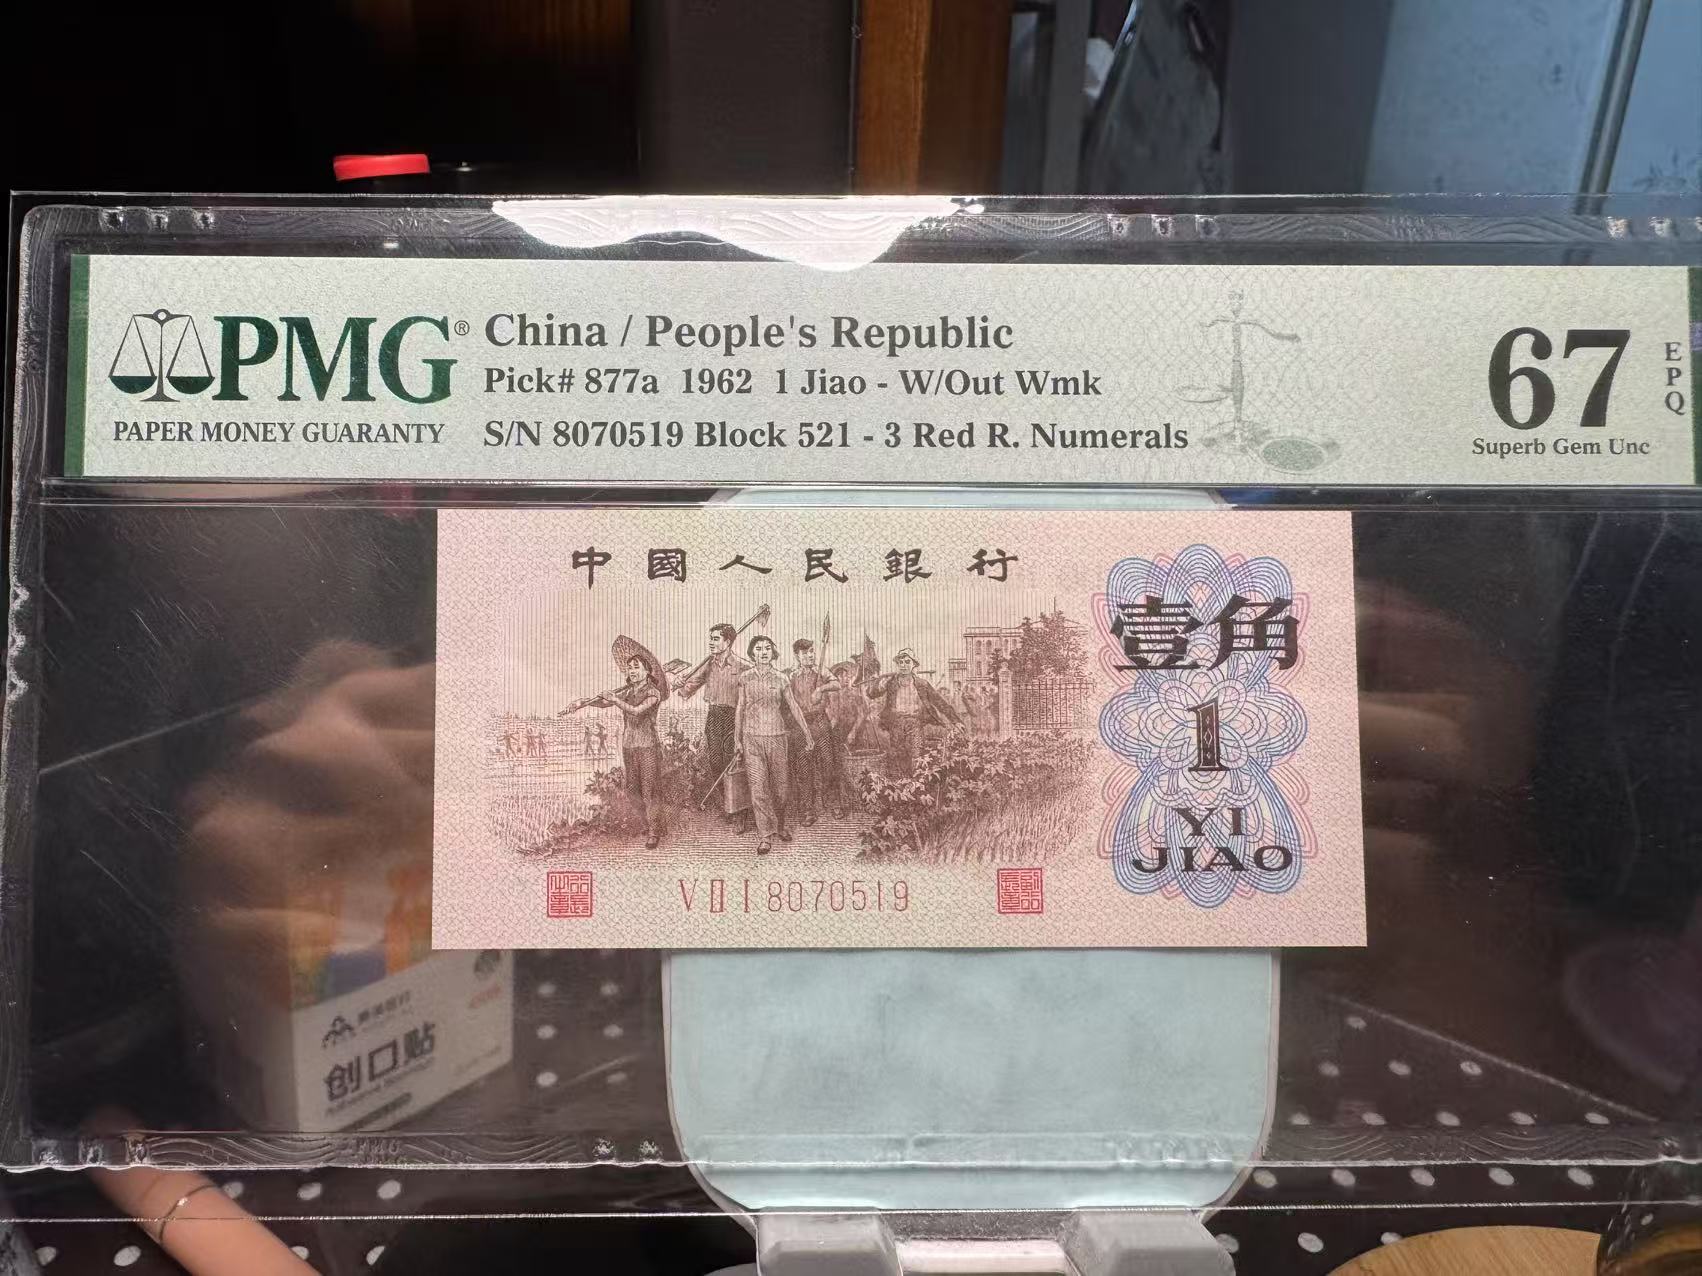 PMG®
PAPER MONEY GUARANTY
China / People's Republic
Pick# 877a 1962 1 Jiao - W/Out Wmk
S/N 8070519 Block 521 - 3 Red R. Numerals
67
EPQ
Superb Gem Unc
中國人民銀行
壹角
1
YI
JIAO
VⅡI8070519
创口贴